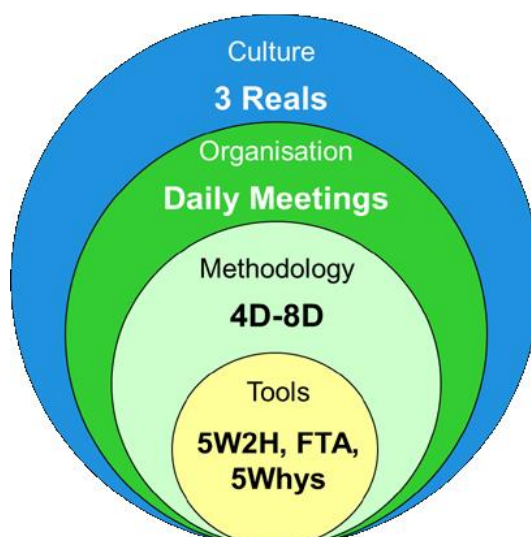 Culture
3 Reals
Organisation
Daily Meetings
Methodology
4D-8D
Tools
5W2H, FTA,
5Whys